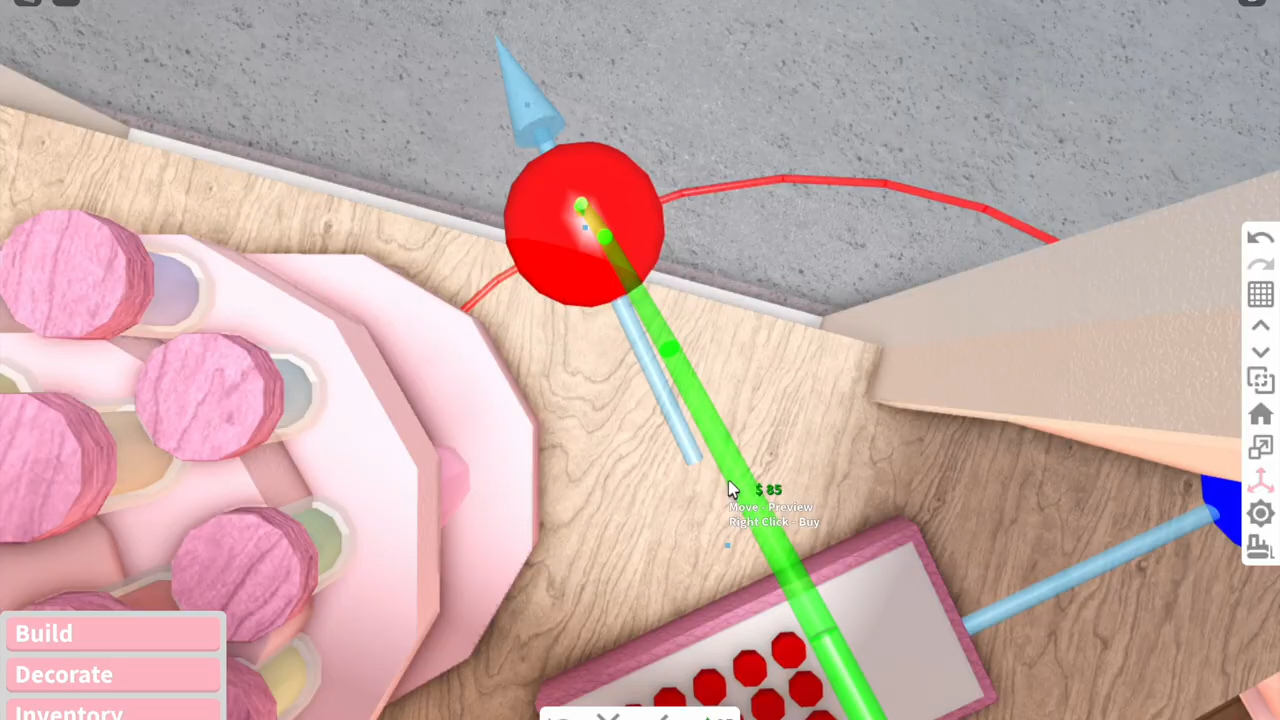 $ 85
Move - Preview
Right Click - Buy
Build
Decorate
Inventory